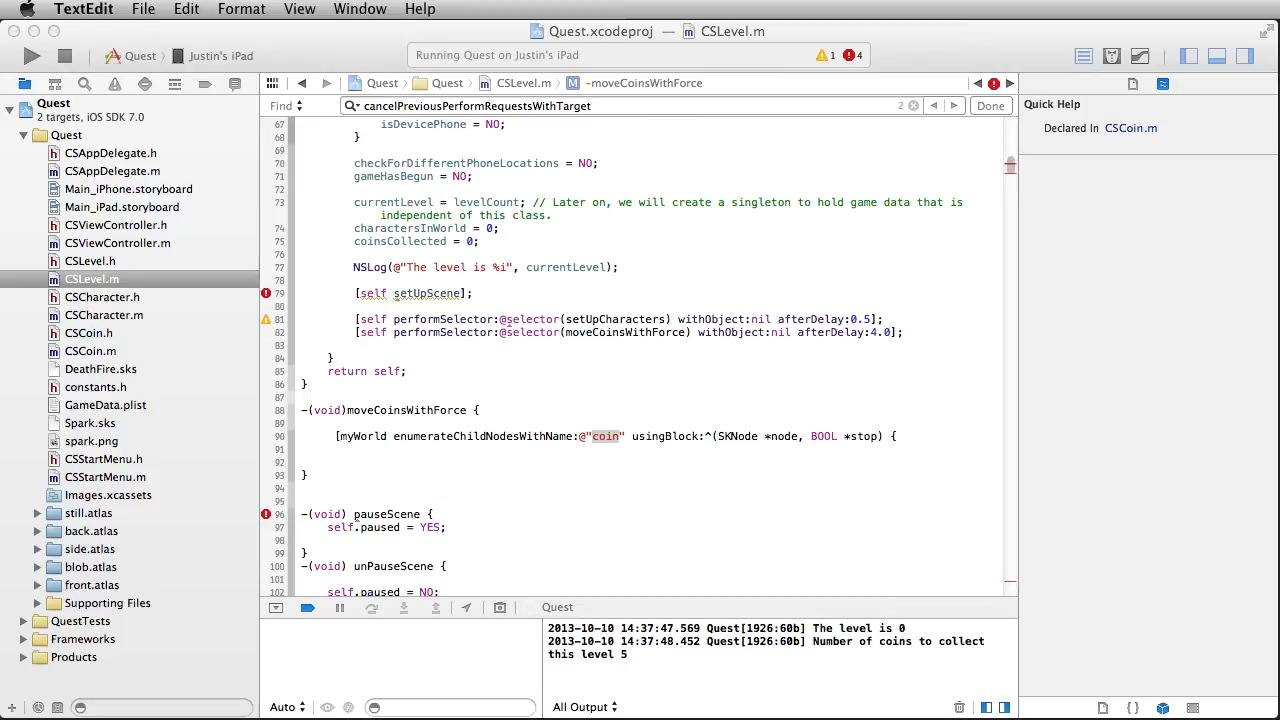 TextEdit File Edit Format View Window Help
Quest.xcodeproj — CSLevel.m
Quest Justin's iPad
Running Quest on Justin's iPad
1 4
Quest Quest CSLevel.m M -moveCoinsWithForce
Find cancelPreviousPerformRequestsWithTarget 2 Done
Quest
2 targets, iOS SDK 7.0
Quest
h CSAppDelegate.h
m CSAppDelegate.m
Main_iPhone.storyboard
Main_iPad.storyboard
h CSViewController.h
m CSViewController.m
h CSLevel.h
m CSLevel.m
h CSCharacter.h
m CSCharacter.m
h CSCoin.h
m CSCoin.m
DeathFire.sks
h constants.h
GameData.plist
Spark.sks
spark.png
h CSStartMenu.h
m CSStartMenu.m
Images.xcassets
still.atlas
back.atlas
side.atlas
blob.atlas
front.atlas
Supporting Files
QuestTests
Frameworks
Products
67 isDevicePhone = NO;
68 }
69
70 checkForDifferentPhoneLocations = NO;
71 gameHasBegun = NO;
72
73 currentLevel = levelCount; // Later on, we will create a singleton to hold game data that is
independent of this class.
74 charactersInWorld = 0;
75 coinsCollected = 0;
76
77 NSLog(@"The level is %i", currentLevel);
78
79 [self setUpScene];
80
81 [self performSelector:@selector(setUpCharacters) withObject:nil afterDelay:0.5];
82 [self performSelector:@selector(moveCoinsWithForce) withObject:nil afterDelay:4.0];
83
84 }
85 return self;
86 }
87
88 -(void)moveCoinsWithForce {
89
90 [myWorld enumerateChildNodesWithName:@"coin" usingBlock:^(SKNode *node, BOOL *stop) {
91
92
93 }
94
95
96 -(void) pauseScene {
97 self.paused = YES;
98
99 }
100 -(void) unPauseScene {
101
102 self.paused = NO;
Quest
2013-10-10 14:37:47.569 Quest[1926:60b] The level is 0
2013-10-10 14:37:48.452 Quest[1926:60b] Number of coins to collect
this level 5
Auto
All Output
Quick Help
Declared In CSCoin.m